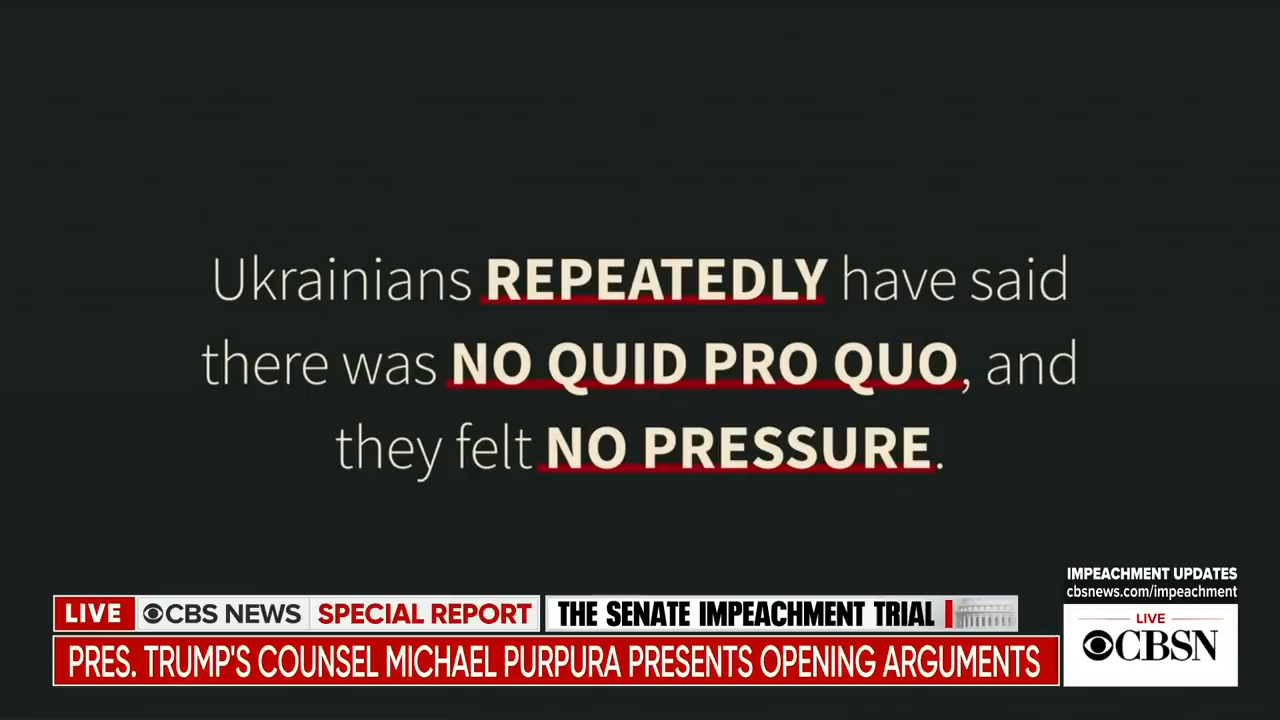 Ukrainians REPEATEDLY have said
there was NO QUID PRO QUO, and
they felt NO PRESSURE.
IMPEACHMENT UPDATES
cbsnews.com/impeachment
LIVE CBS NEWS SPECIAL REPORT THE SENATE IMPEACHMENT TRIAL
LIVE
CBSN
PRES. TRUMP'S COUNSEL MICHAEL PURPURA PRESENTS OPENING ARGUMENTS